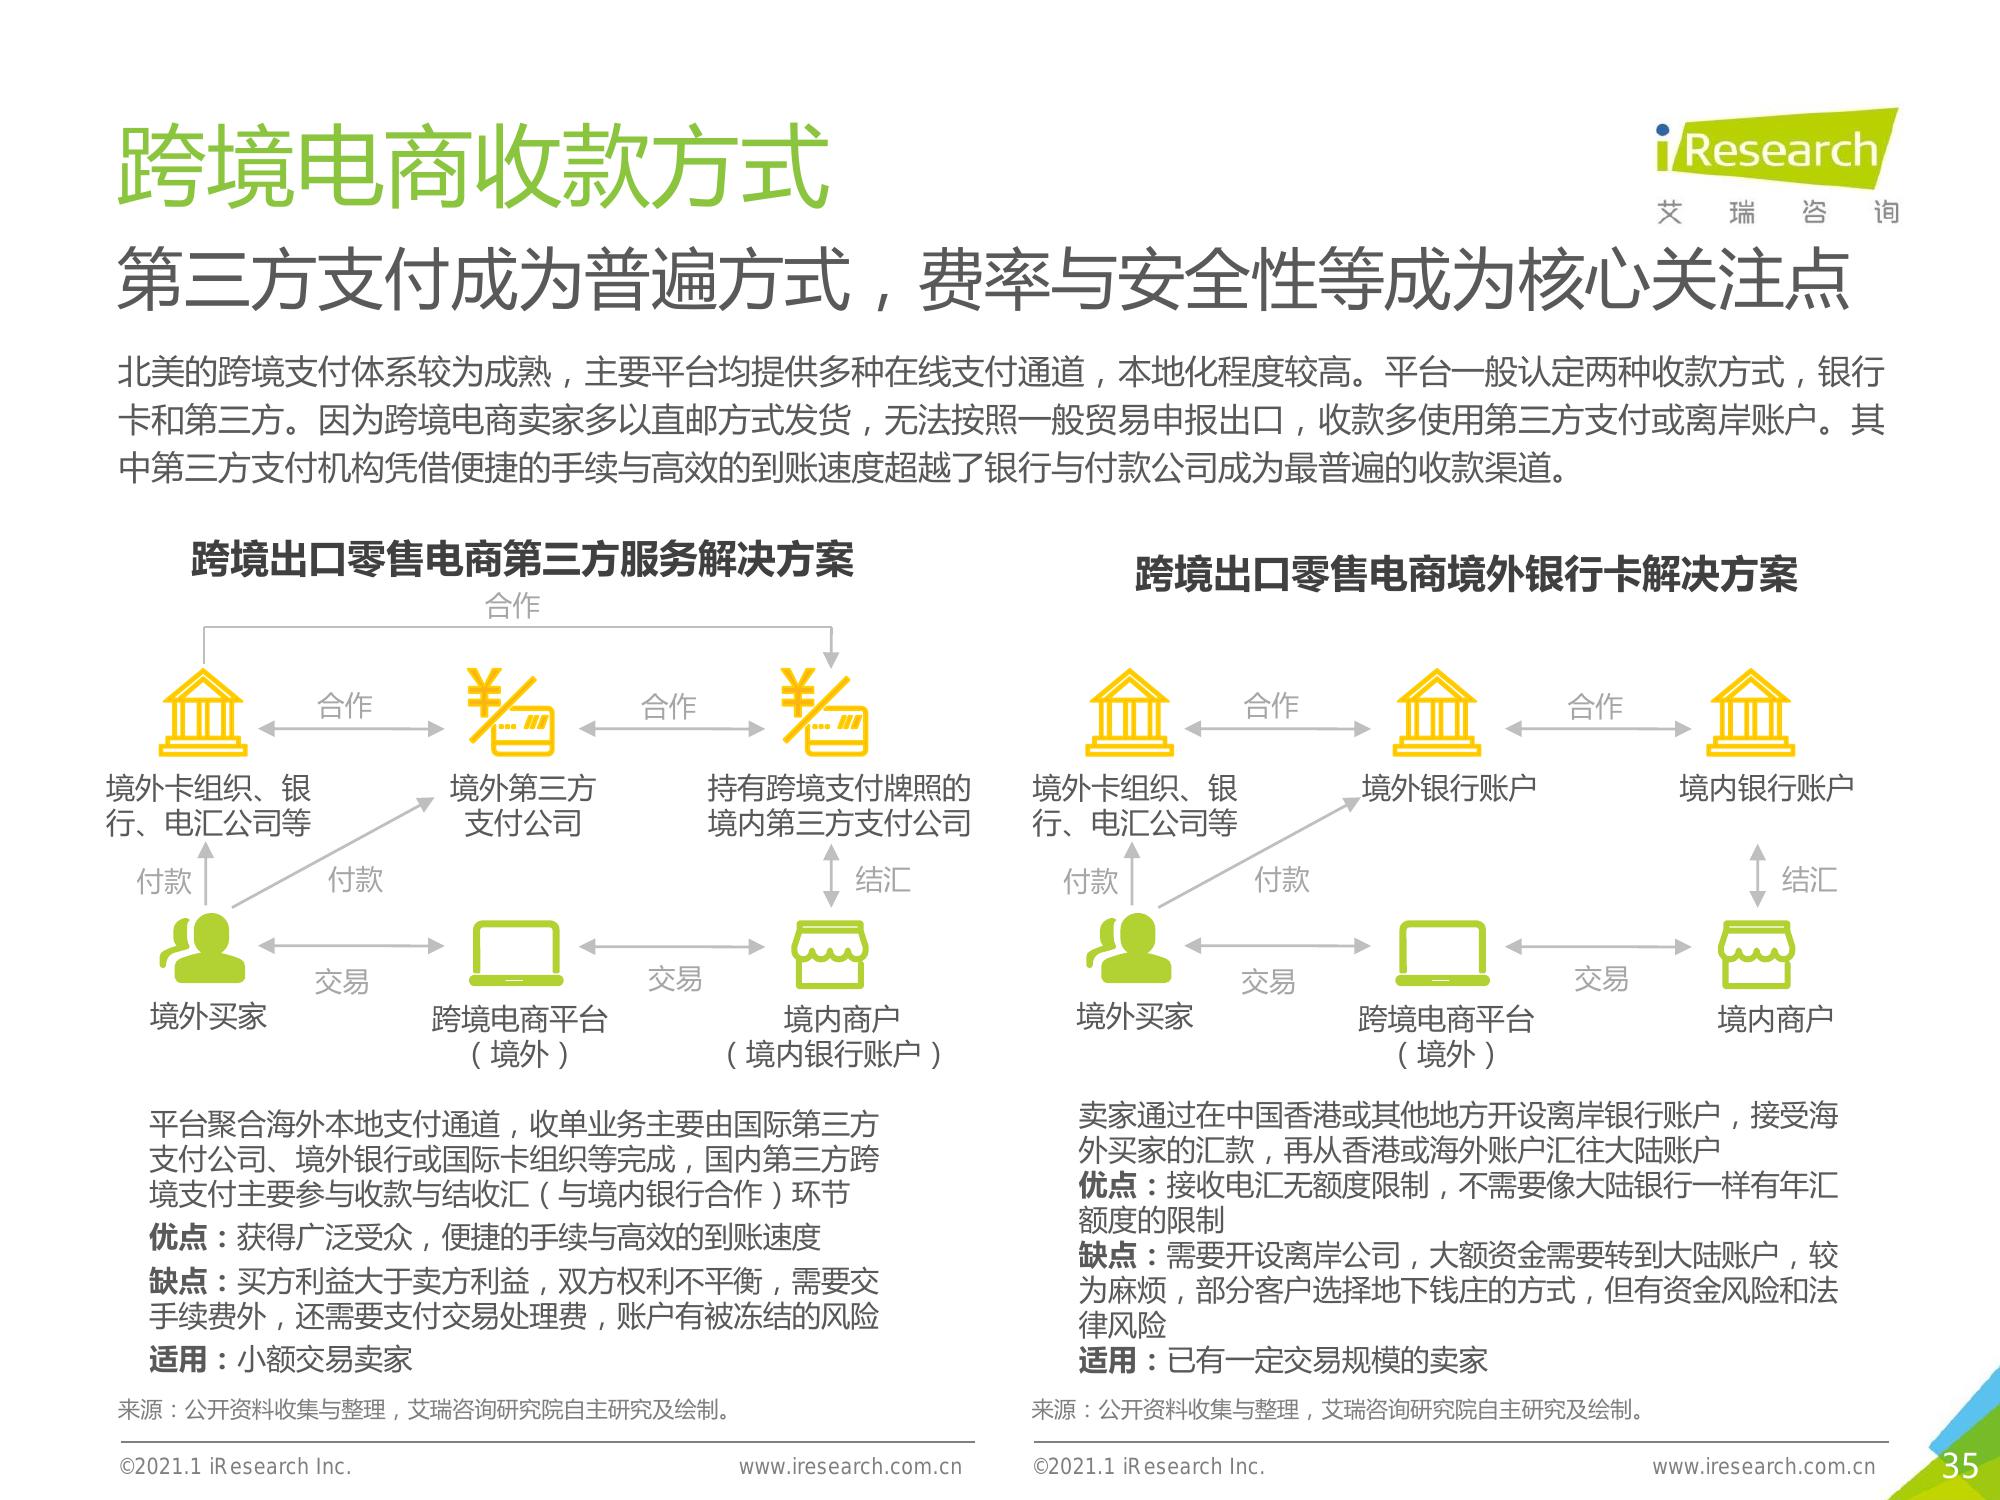 跨境电商收款方式
iResearch
艾瑞咨询
第三方支付成为普遍方式，费率与安全性等成为核心关注点
北美的跨境支付体系较为成熟，主要平台均提供多种在线支付通道，本地化程度较高。平台一般认定两种收款方式，银行
卡和第三方。因为跨境电商卖家多以直邮方式发货，无法按照一般贸易申报出口，收款多使用第三方支付或离岸账户。其
中第三方支付机构凭借便捷的手续与高效的到账速度超越了银行与付款公司成为最普遍的收款渠道。
跨境出口零售电商第三方服务解决方案
合作
合作
合作
境外卡组织、银
行、电汇公司等
境外第三方
支付公司
持有跨境支付牌照的
境内第三方支付公司
付款
付款
结汇
交易
交易
境外买家
跨境电商平台
（境外）
境内商户
（境内银行账户）
平台聚合海外本地支付通道，收单业务主要由国际第三方
支付公司、境外银行或国际卡组织等完成，国内第三方跨
境支付主要参与收款与结收汇（与境内银行合作）环节
优点：获得广泛受众，便捷的手续与高效的到账速度
缺点：买方利益大于卖方利益，双方权利不平衡，需要交
手续费外，还需要支付交易处理费，账户有被冻结的风险
适用：小额交易卖家
来源：公开资料收集与整理，艾瑞咨询研究院自主研究及绘制。
©2021.1 iResearch Inc.
www.iresearch.com.cn
跨境出口零售电商境外银行卡解决方案
合作
合作
境外卡组织、银
行、电汇公司等
境外银行账户
境内银行账户
付款
付款
结汇
交易
交易
境外买家
跨境电商平台
（境外）
境内商户
卖家通过在中国香港或其他地方开设离岸银行账户，接受海
外买家的汇款，再从香港或海外账户汇往大陆账户
优点：接收电汇无额度限制，不需要像大陆银行一样有年汇
额度的限制
缺点：需要开设离岸公司，大额资金需要转到大陆账户，较
为麻烦，部分客户选择地下钱庄的方式，但有资金风险和法
律风险
适用：已有一定交易规模的卖家
来源：公开资料收集与整理，艾瑞咨询研究院自主研究及绘制。
©2021.1 iResearch Inc.
www.iresearch.com.cn
35